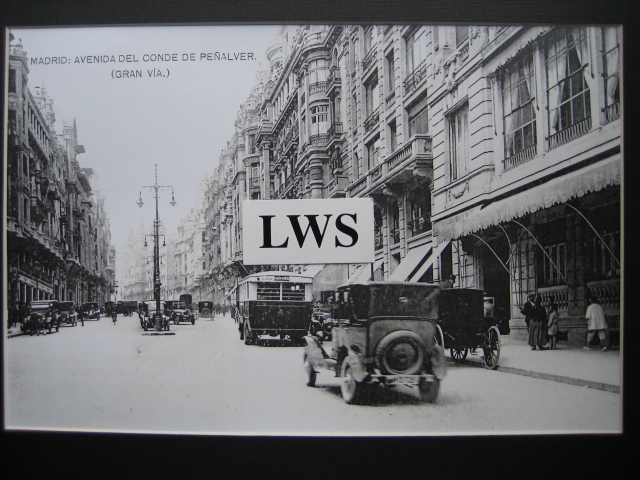 MADRID: AVENIDA DEL CONDE DE PEÑALVER.
(GRAN VÍA.)
LWS